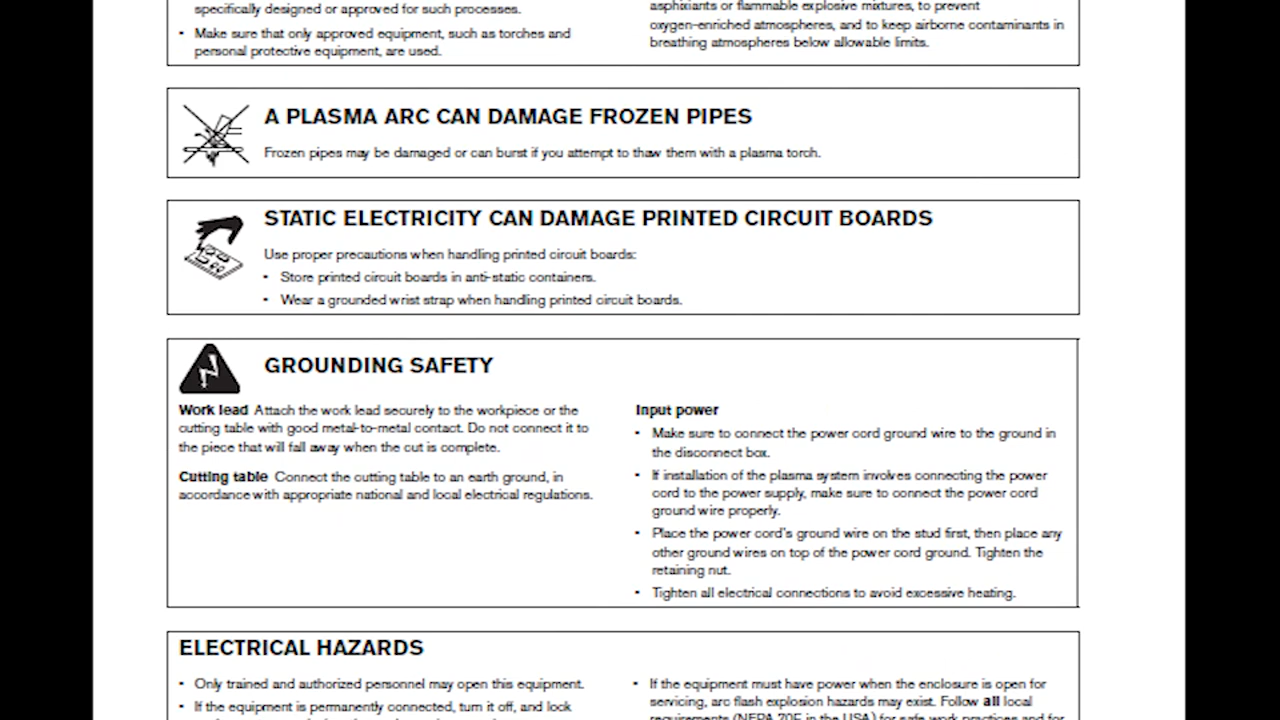 specifically designed or approved for such processes.
• Make sure that only approved equipment, such as torches and
personal protective equipment, are used.
asphixiants or flammable explosive mixtures, to prevent
oxygen-enriched atmospheres, and to keep airborne contaminants in
breathing atmospheres below allowable limits.
A PLASMA ARC CAN DAMAGE FROZEN PIPES
Frozen pipes may be damaged or can burst if you attempt to thaw them with a plasma torch.
STATIC ELECTRICITY CAN DAMAGE PRINTED CIRCUIT BOARDS
Use proper precautions when handling printed circuit boards:
• Store printed circuit boards in anti-static containers.
• Wear a grounded wrist strap when handling printed circuit boards.
GROUNDING SAFETY
Work lead Attach the work lead securely to the workpiece or the
cutting table with good metal-to-metal contact. Do not connect it to
the piece that will fall away when the cut is complete.
Cutting table Connect the cutting table to an earth ground, in
accordance with appropriate national and local electrical regulations.
Input power
• Make sure to connect the power cord ground wire to the ground in
the disconnect box.
• If installation of the plasma system involves connecting the power
cord to the power supply, make sure to connect the power cord
ground wire properly.
• Place the power cord's ground wire on the stud first, then place any
other ground wires on top of the power cord ground. Tighten the
retaining nut.
• Tighten all electrical connections to avoid excessive heating.
ELECTRICAL HAZARDS
• Only trained and authorized personnel may open this equipment.
• If the equipment is permanently connected, turn it off, and lock
• If the equipment must have power when the enclosure is open for
servicing, arc flash explosion hazards may exist. Follow all local
requirements (NFPA 70E in the USA) for safe work practices and for